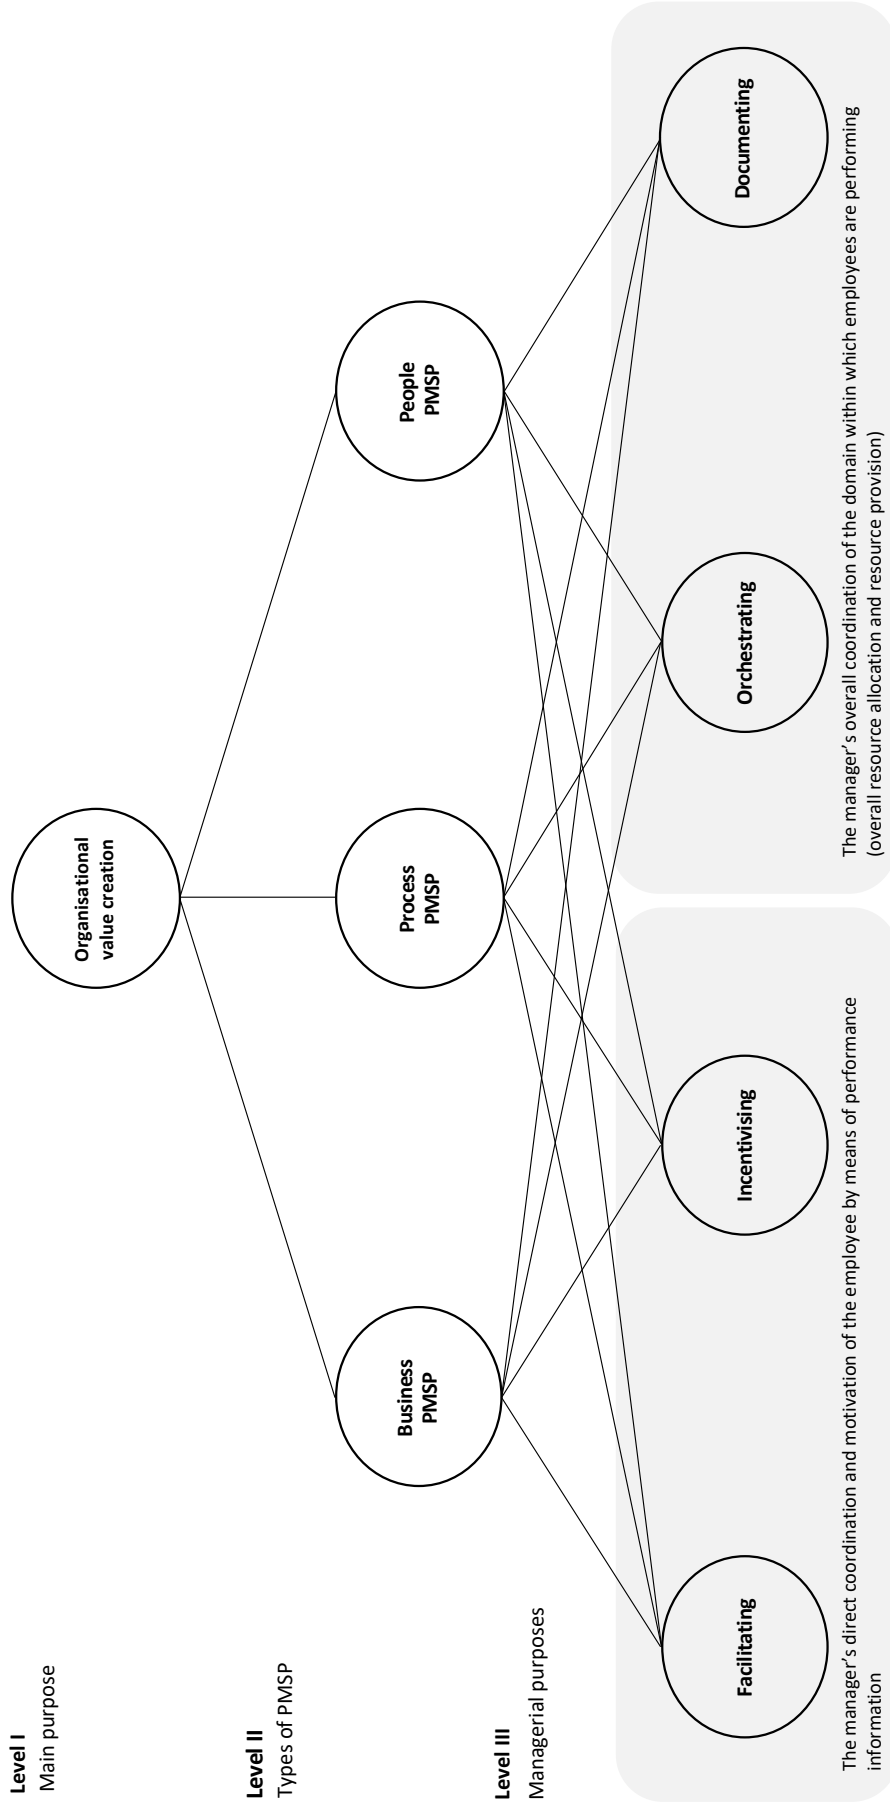 Level I
Main purpose
Organisational
value creation
Level II
Types of PMSP
Business
PMSP
Process
PMSP
People
PMSP
Level III
Managerial purposes
Facilitating
Incentivising
Orchestrating
Documenting
The manager’s direct coordination and motivation of the employee by means of performance
information
The manager’s overall coordination of the domain within which employees are performing
(overall resource allocation and resource provision)